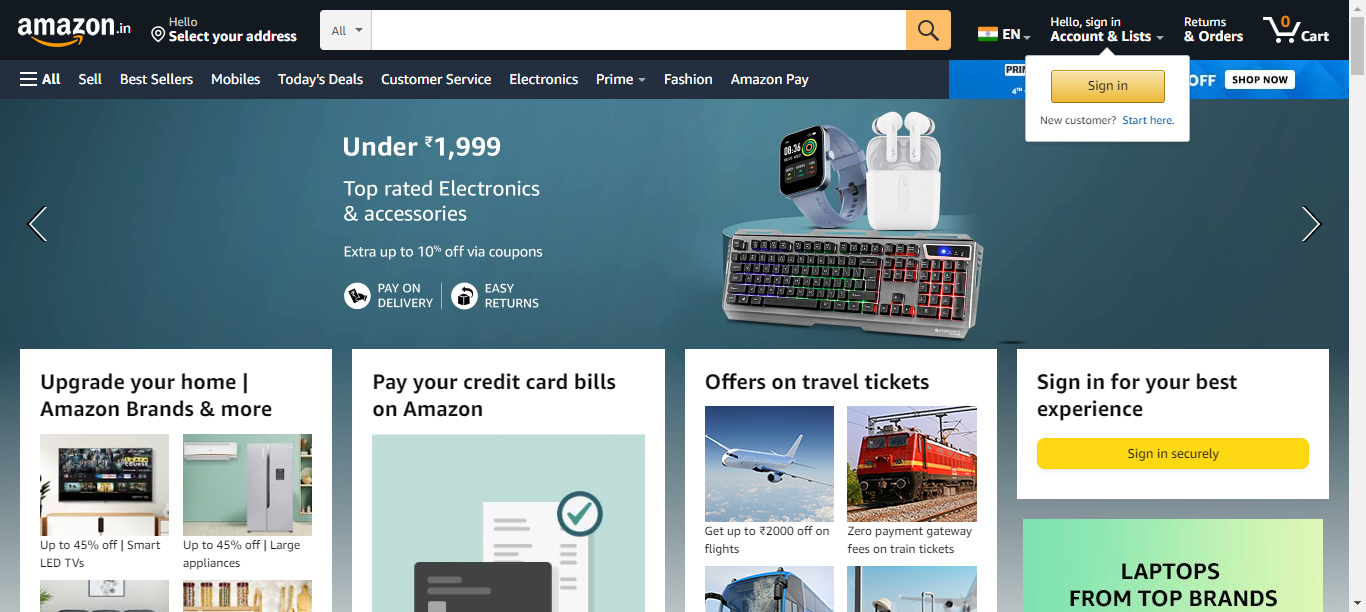 amazon.in
Hello
Select your address
All
EN
Hello, sign in
Account & Lists
Returns
& Orders
0
Cart
All
Sell
Best Sellers
Mobiles
Today's Deals
Customer Service
Electronics
Prime
Fashion
Amazon Pay
OFF
SHOP NOW
Sign in
New customer? Start here.
Under ₹1,999
Top rated Electronics
& accessories
Extra up to 10% off via coupons
PAY ON
DELIVERY
EASY
RETURNS
08:36
Upgrade your home |
Amazon Brands & more
Up to 45% off | Smart
LED TVs
Up to 45% off | Large
appliances
Pay your credit card bills
on Amazon
Offers on travel tickets
Get up to ₹2000 off on
flights
Zero payment gateway
fees on train tickets
Sign in for your best
experience
Sign in securely
LAPTOPS
FROM TOP BRANDS